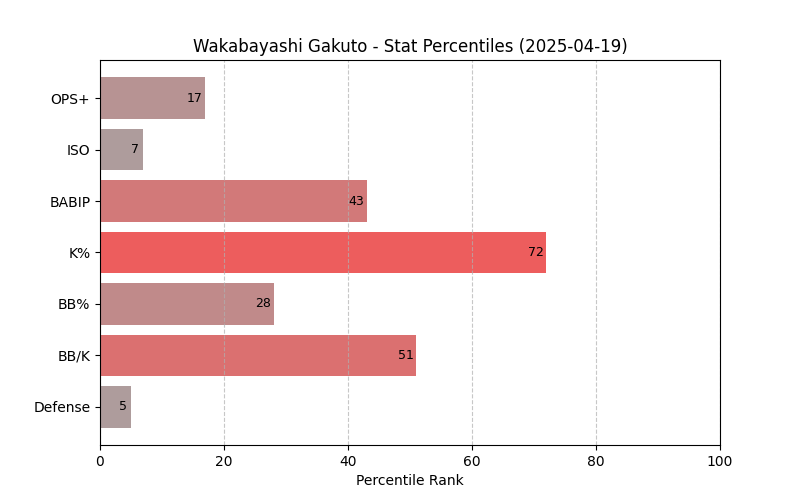 Wakabayashi Gakuto - Stat Percentiles (2025-04-19)
OPS+ 17
ISO 7
BABIP 43
K% 72
BB% 28
BB/K 51
Defense 5
0 20 40 60 80 100
Percentile Rank